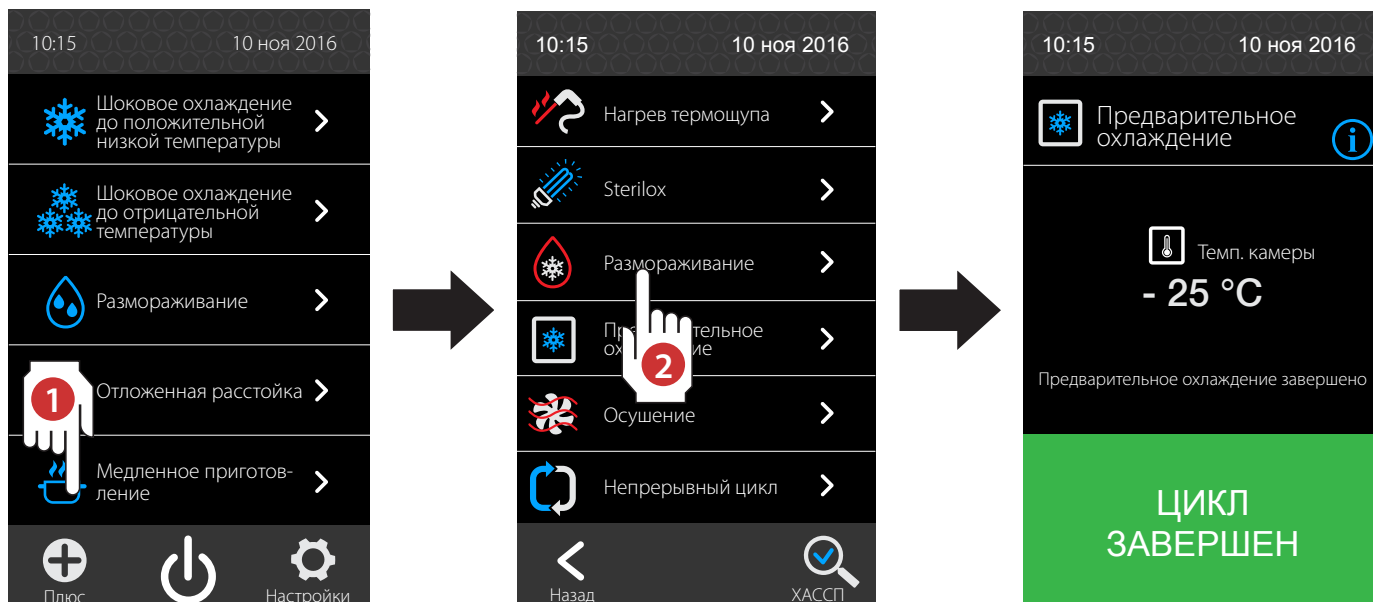 10:15 10 ноя 2016
Шоковое охлаждение
до положительной
низкой температуры
Шоковое охлаждение
до отрицательной
температуры
Размораживание
Отложенная расстойка
1
Медленное приготов-
ление
Плюс Настройки
10:15 10 ноя 2016
Нагрев термощупа
Sterilox
Размораживание
2
Осушение
Непрерывный цикл
Назад ХАССП
10:15 10 ноя 2016
Предварительное
охлаждение
i
Темп. камеры
- 25 °C
Предварительное охлаждение завершено
ЦИКЛ
ЗАВЕРШЕН